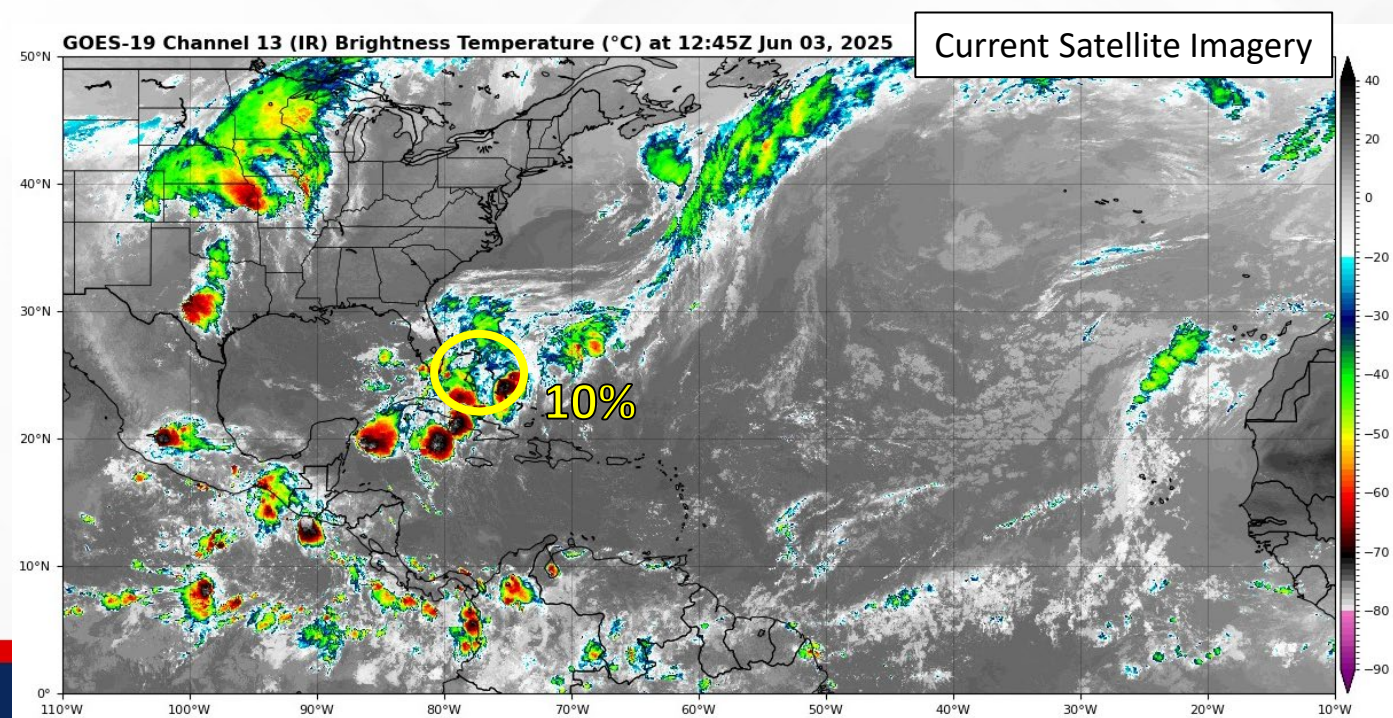 GOES-19 Channel 13 (IR) Brightness Temperature (°C) at 12:45Z Jun 03, 2025
Current Satellite Imagery
50°N
40°N
30°N
20°N
10°N
0°
10%
110°W 100°W 90°W 80°W 70°W 60°W 50°W 40°W 30°W 20°W 10°W
40
20
0
−20
−30
−40
−50
−60
−70
−80
−90